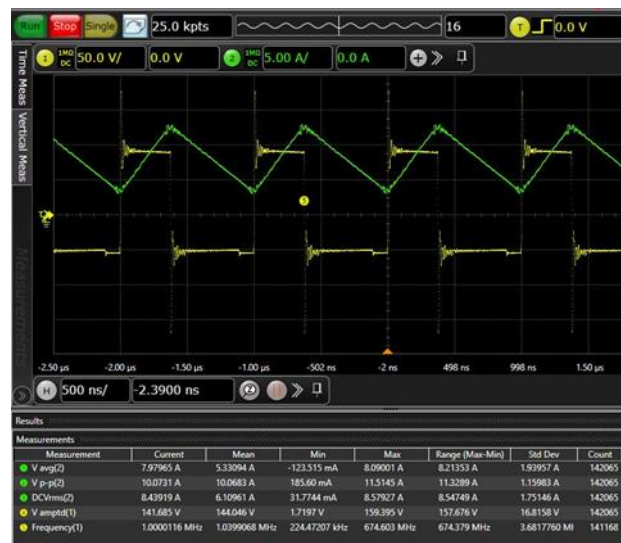 Run Stop Single 25.0 kpts 16 T 0.0 V
1 1MΩ DC 50.0 V/ 0.0 V 2 1MΩ DC 5.00 A/ 0.0 A
Time Meas
Vertical Meas
Measurements
-2.50 µs -2.00 µs -1.50 µs -1.00 µs -502 ns -2 ns 498 ns 998 ns 1.50 µs
H 500 ns/ -2.3900 ns
Results
Measurements
Measurement Current Mean Min Max Range (Max-Min) Std Dev Count
V avg(2) 7.97965 A 5.33094 A -123.515 mA 8.09001 A 8.21353 A 1.93957 A 142065
V p-p(2) 10.0731 A 10.0683 A 185.60 mA 11.5145 A 11.3289 A 1.15983 A 142065
DCVrms(2) 8.43919 A 6.10961 A 31.7744 mA 8.57927 A 8.54749 A 1.75146 A 142065
V amptd(1) 141.685 V 144.046 V 1.7197 V 159.395 V 157.676 V 16.8158 V 142065
Frequency(1) 1.0000116 MHz 1.0399068 MHz 224.47207 kHz 674.603 MHz 674.379 MHz 3.6817760 MI 141168